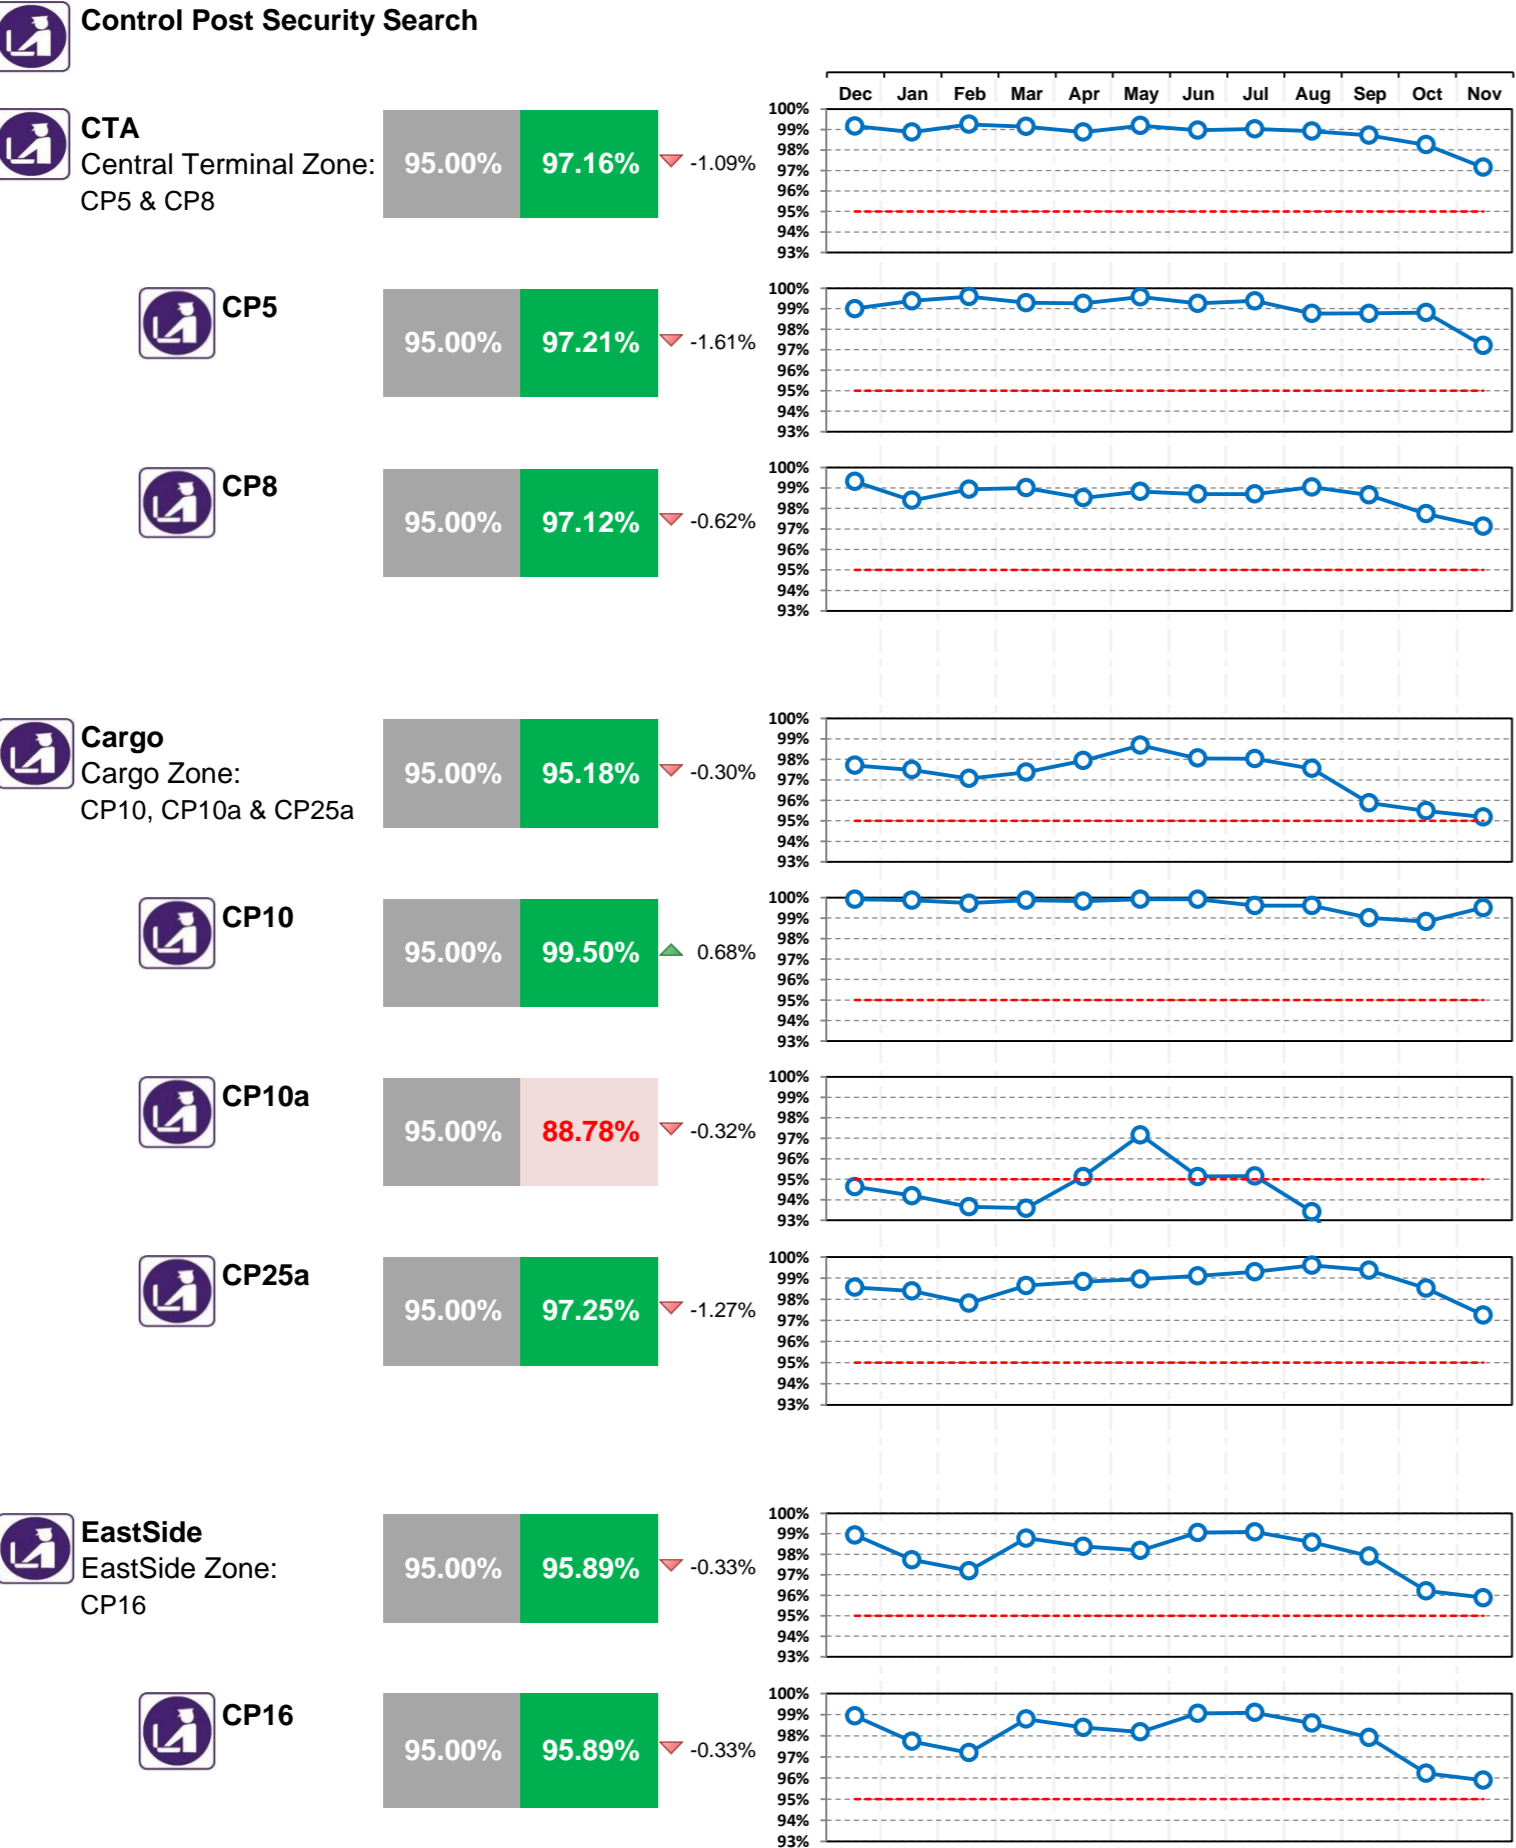 Control Post Security Search
Dec Jan Feb Mar Apr May Jun Jul Aug Sep Oct Nov
CTA
Central Terminal Zone:
CP5 & CP8
95.00% 97.16% -1.09%
100%
99%
98%
97%
96%
95%
94%
93%
CP5
95.00% 97.21% -1.61%
100%
99%
98%
97%
96%
95%
94%
93%
CP8
95.00% 97.12% -0.62%
100%
99%
98%
97%
96%
95%
94%
93%
Cargo
Cargo Zone:
CP10, CP10a & CP25a
95.00% 95.18% -0.30%
100%
99%
98%
97%
96%
95%
94%
93%
CP10
95.00% 99.50% 0.68%
100%
99%
98%
97%
96%
95%
94%
93%
CP10a
95.00% 88.78% -0.32%
100%
99%
98%
97%
96%
95%
94%
93%
CP25a
95.00% 97.25% -1.27%
100%
99%
98%
97%
96%
95%
94%
93%
EastSide
EastSide Zone:
CP16
95.00% 95.89% -0.33%
100%
99%
98%
97%
96%
95%
94%
93%
CP16
95.00% 95.89% -0.33%
100%
99%
98%
97%
96%
95%
94%
93%